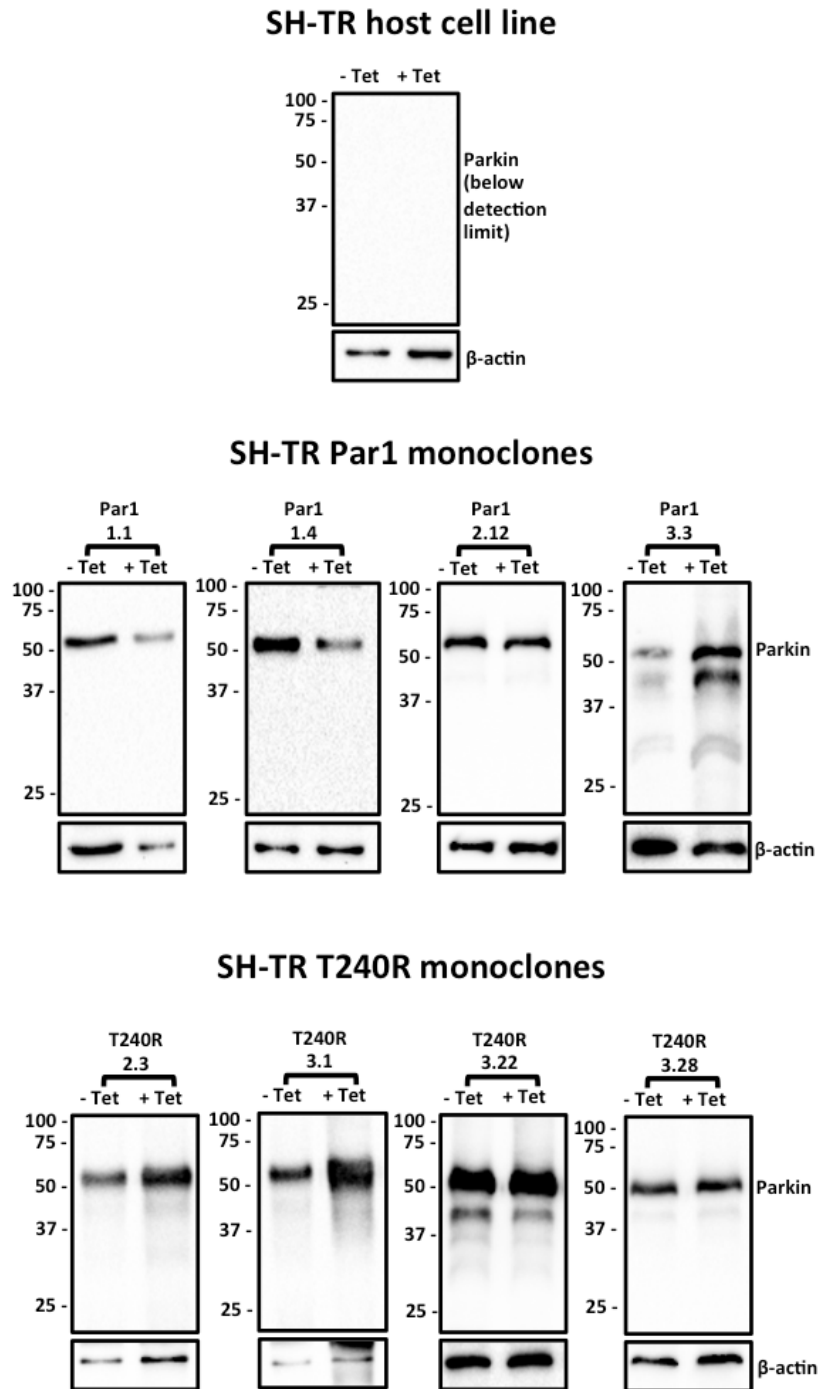 SH-TR host cell line
- Tet + Tet
100 -
75 -
50 -
37 -
25 -
Parkin
(below
detection
limit)
β-actin
SH-TR Par1 monoclones
Par1
1.1
- Tet + Tet
100 -
75 -
50 -
37 -
25 -
Par1
1.4
- Tet + Tet
100 -
75 -
50 -
37 -
25 -
Par1
2.12
- Tet + Tet
100 -
75 -
50 -
37 -
25 -
Par1
3.3
- Tet + Tet
100 -
75 -
50 -
37 -
25 -
Parkin
β-actin
SH-TR T240R monoclones
T240R
2.3
- Tet + Tet
100 -
75 -
50 -
37 -
25 -
T240R
3.1
- Tet + Tet
100 -
75 -
50 -
37 -
25 -
T240R
3.22
- Tet + Tet
100 -
75 -
50 -
37 -
25 -
T240R
3.28
- Tet + Tet
100 -
75 -
50 -
37 -
25 -
Parkin
β-actin